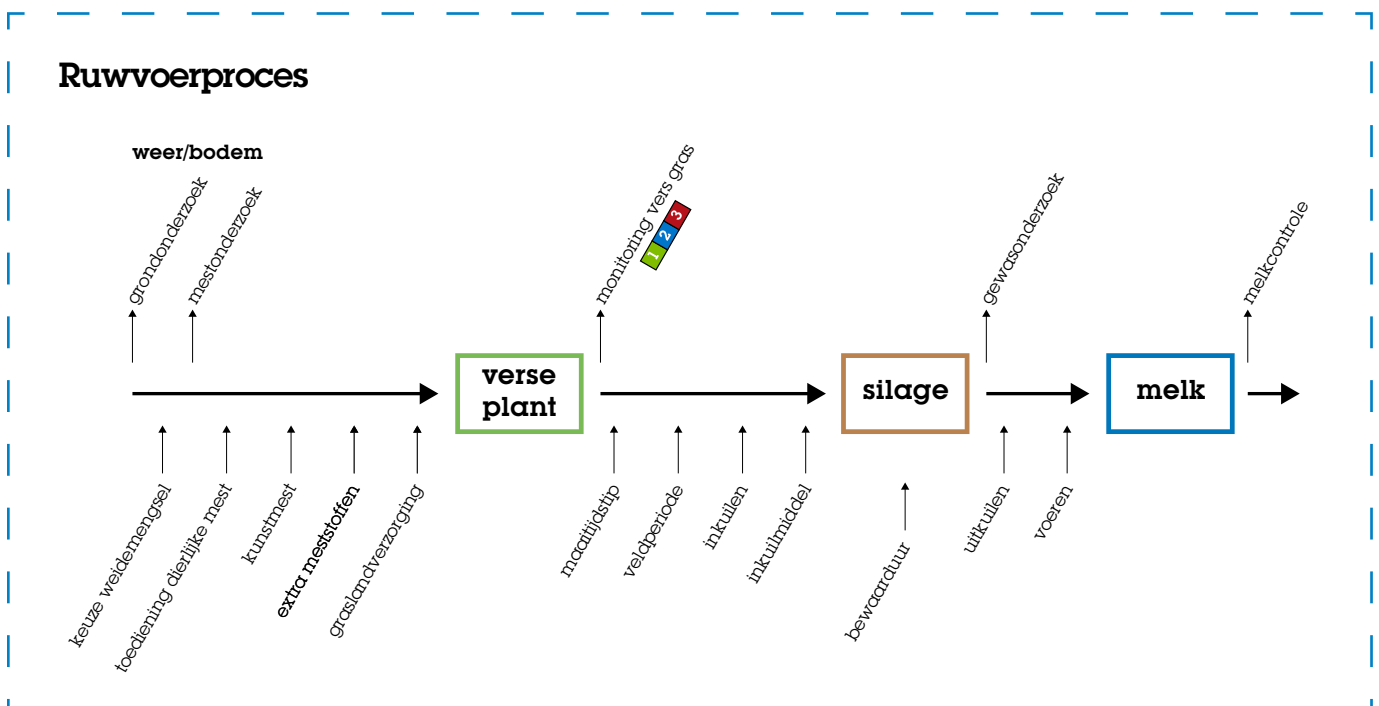 Ruwvoerproces
weer/bodem
grondonderzoek
mestonderzoek
monitoring vers gras
1 2 3
gewasonderzoek
melkcontrole
verse
plant
silage
melk
keuze weidemengsel
toediening dierlijke mest
kunstmest
extra meststoffen
graslandverzorging
maaitijdstip
veldperiode
inkuilen
inkuilmiddel
bewaarduur
uitkuilen
voeren